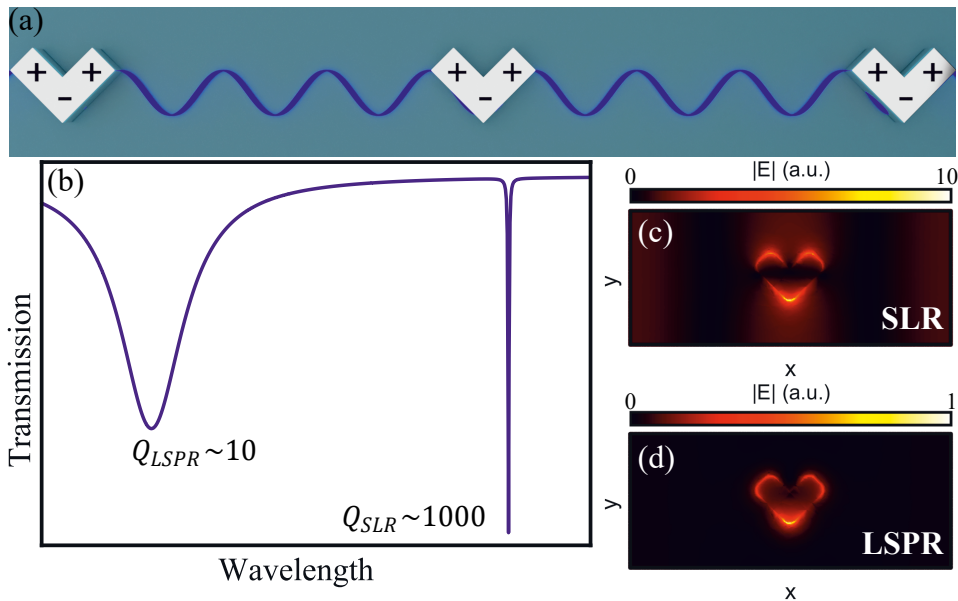 (a)
+ +
-
+ +
-
+ +
-
(b)
Transmission
Q_LSPR~10
Q_SLR~1000
Wavelength
|E| (a.u.)
0 10
(c)
y
SLR
x
|E| (a.u.)
0 1
(d)
y
LSPR
x